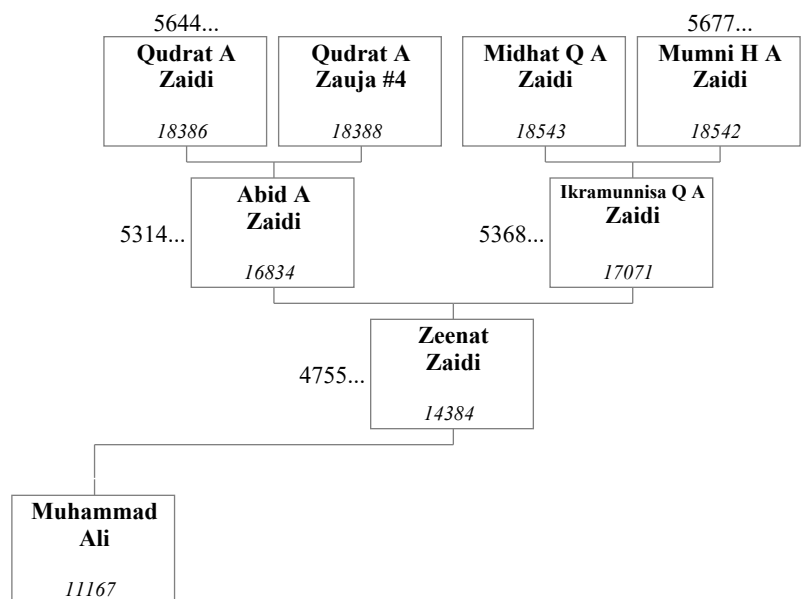 5644...
5677...
Qudrat A
Zaidi
18386
Qudrat A
Zauja #4
18388
Midhat Q A
Zaidi
18543
Mumni H A
Zaidi
18542
5314...
Abid A
Zaidi
16834
5368...
Ikramunnisa Q A
Zaidi
17071
4755...
Zeenat
Zaidi
14384
Muhammad
Ali
11167